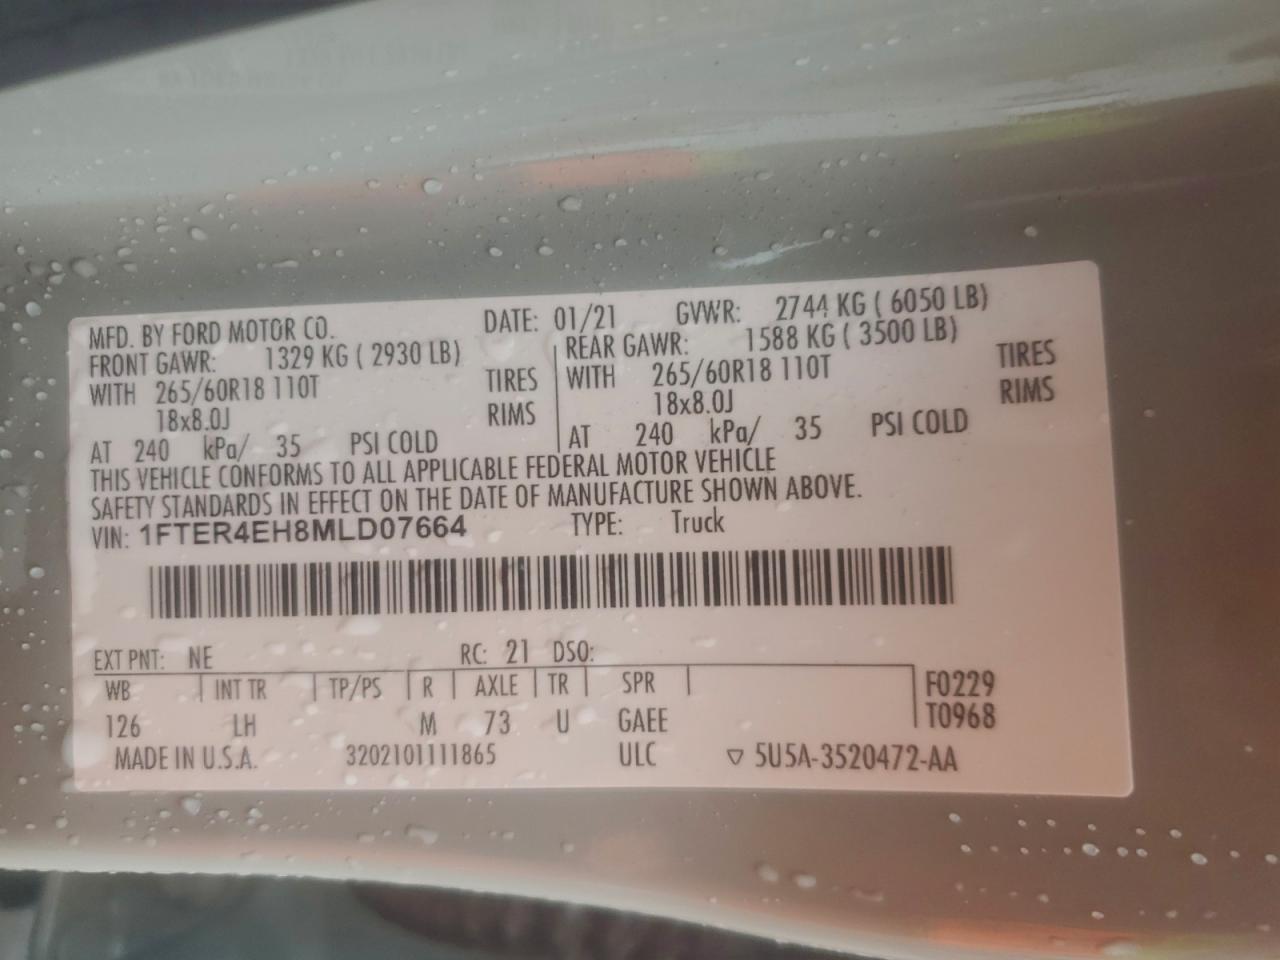 MFD. BY FORD MOTOR CO. DATE: 01/21 GVWR: 2744 KG ( 6050 LB)
FRONT GAWR: 1329 KG ( 2930 LB) REAR GAWR: 1588 KG ( 3500 LB)
WITH 265/60R18 110T TIRES WITH 265/60R18 110T TIRES
18x8.0J RIMS 18x8.0J RIMS
AT 240 kPa/ 35 PSI COLD AT 240 kPa/ 35 PSI COLD
THIS VEHICLE CONFORMS TO ALL APPLICABLE FEDERAL MOTOR VEHICLE
SAFETY STANDARDS IN EFFECT ON THE DATE OF MANUFACTURE SHOWN ABOVE.
VIN: 1FTER4EH8MLD07664 TYPE: Truck
EXT PNT: NE RC: 21 DSO:
WB INT TR TP/PS R AXLE TR SPR F0229
126 LH M 73 U GAEE T0968
MADE IN U.S.A. 3202101111865 ULC ▽ 5U5A-3520472-AA